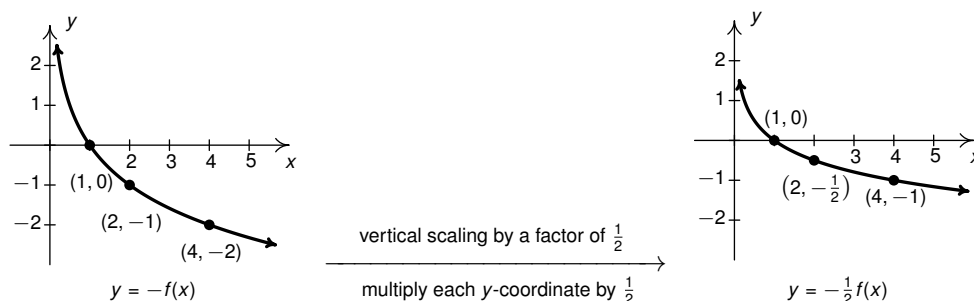 y
2
1
2 3 4 5 x
(1, 0)
−1
(2, −1)
−2
(4, −2)
y = −f(x)
vertical scaling by a factor of 1/2
multiply each y-coordinate by 1/2
y
2
1
(1, 0)
3 4 5 x
−1
(2, −1/2) (4, −1)
−2
y = −1/2 f(x)